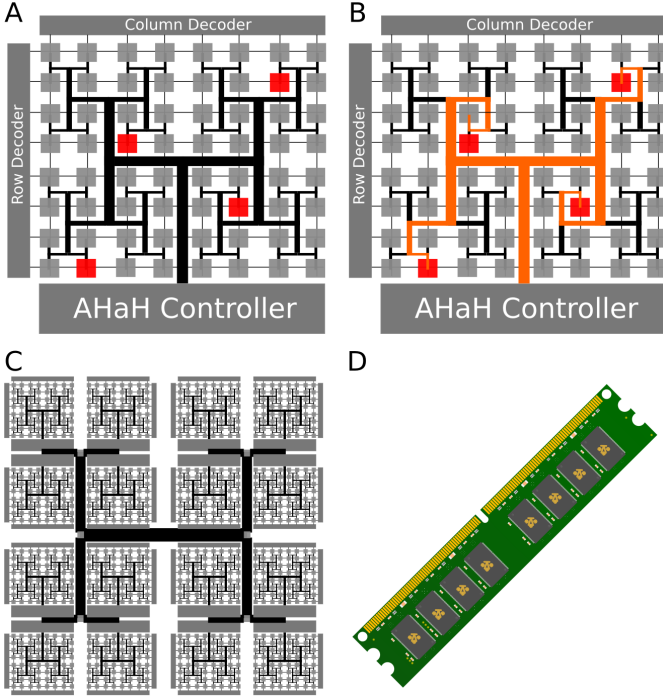 A
B
Column Decoder
Column Decoder
Row Decoder
Row Decoder
AHaH Controller
AHaH Controller
C
D